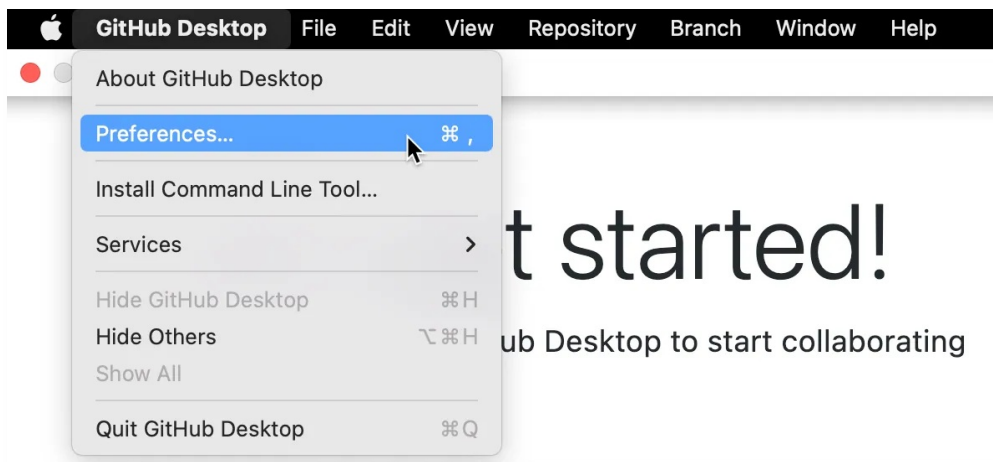 GitHub Desktop File Edit View Repository Branch Window Help
About GitHub Desktop
Preferences... ⌘ ,
Install Command Line Tool...
Services
Hide GitHub Desktop ⌘H
Hide Others ⌥⌘H
Show All
Quit GitHub Desktop ⌘Q
t started!
ub Desktop to start collaborating